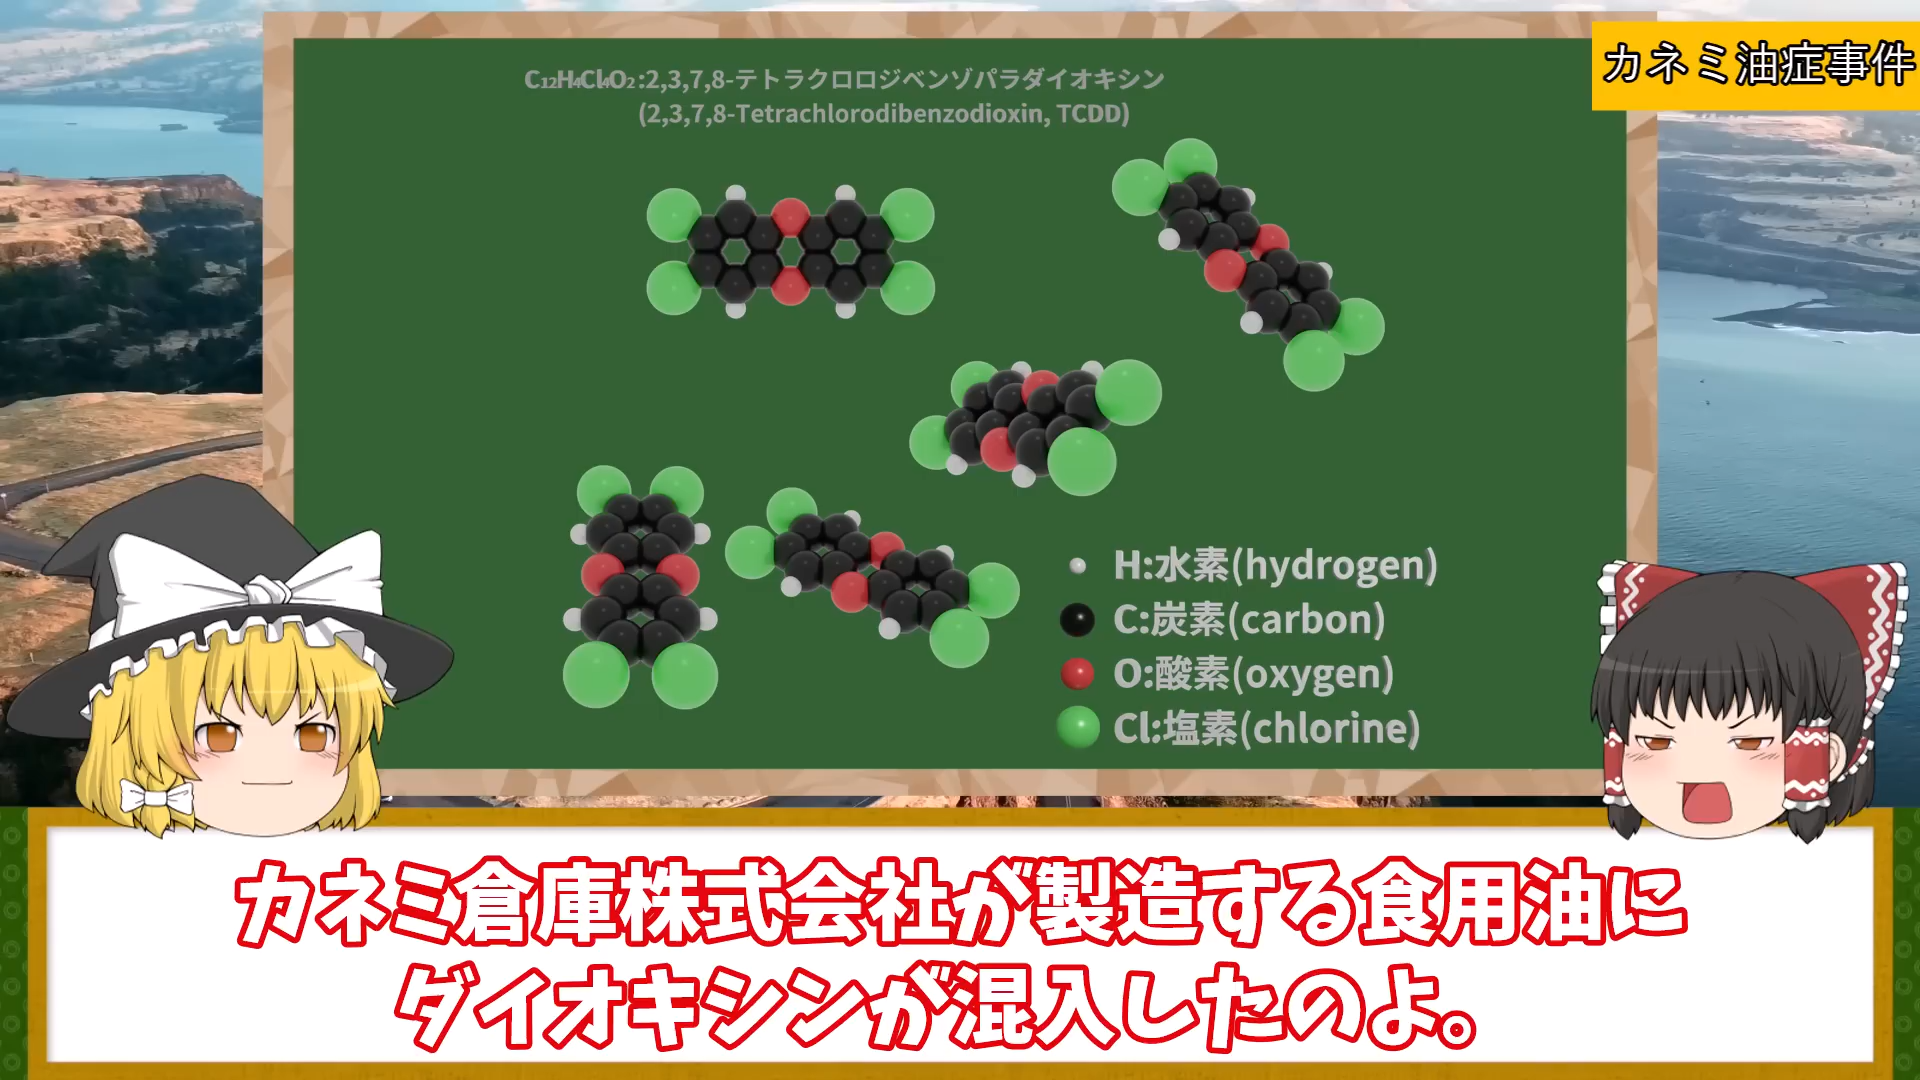 カネミ油症事件
C₁₂H₄Cl₄O₂:2,3,7,8-テトラクロロジベンゾパラダイオキシン
(2,3,7,8-Tetrachlorodibenzodioxin, TCDD)
H:水素(hydrogen)
C:炭素(carbon)
O:酸素(oxygen)
Cl:塩素(chlorine)
カネミ倉庫株式会社が製造する食用油に
ダイオキシンが混入したのよ。